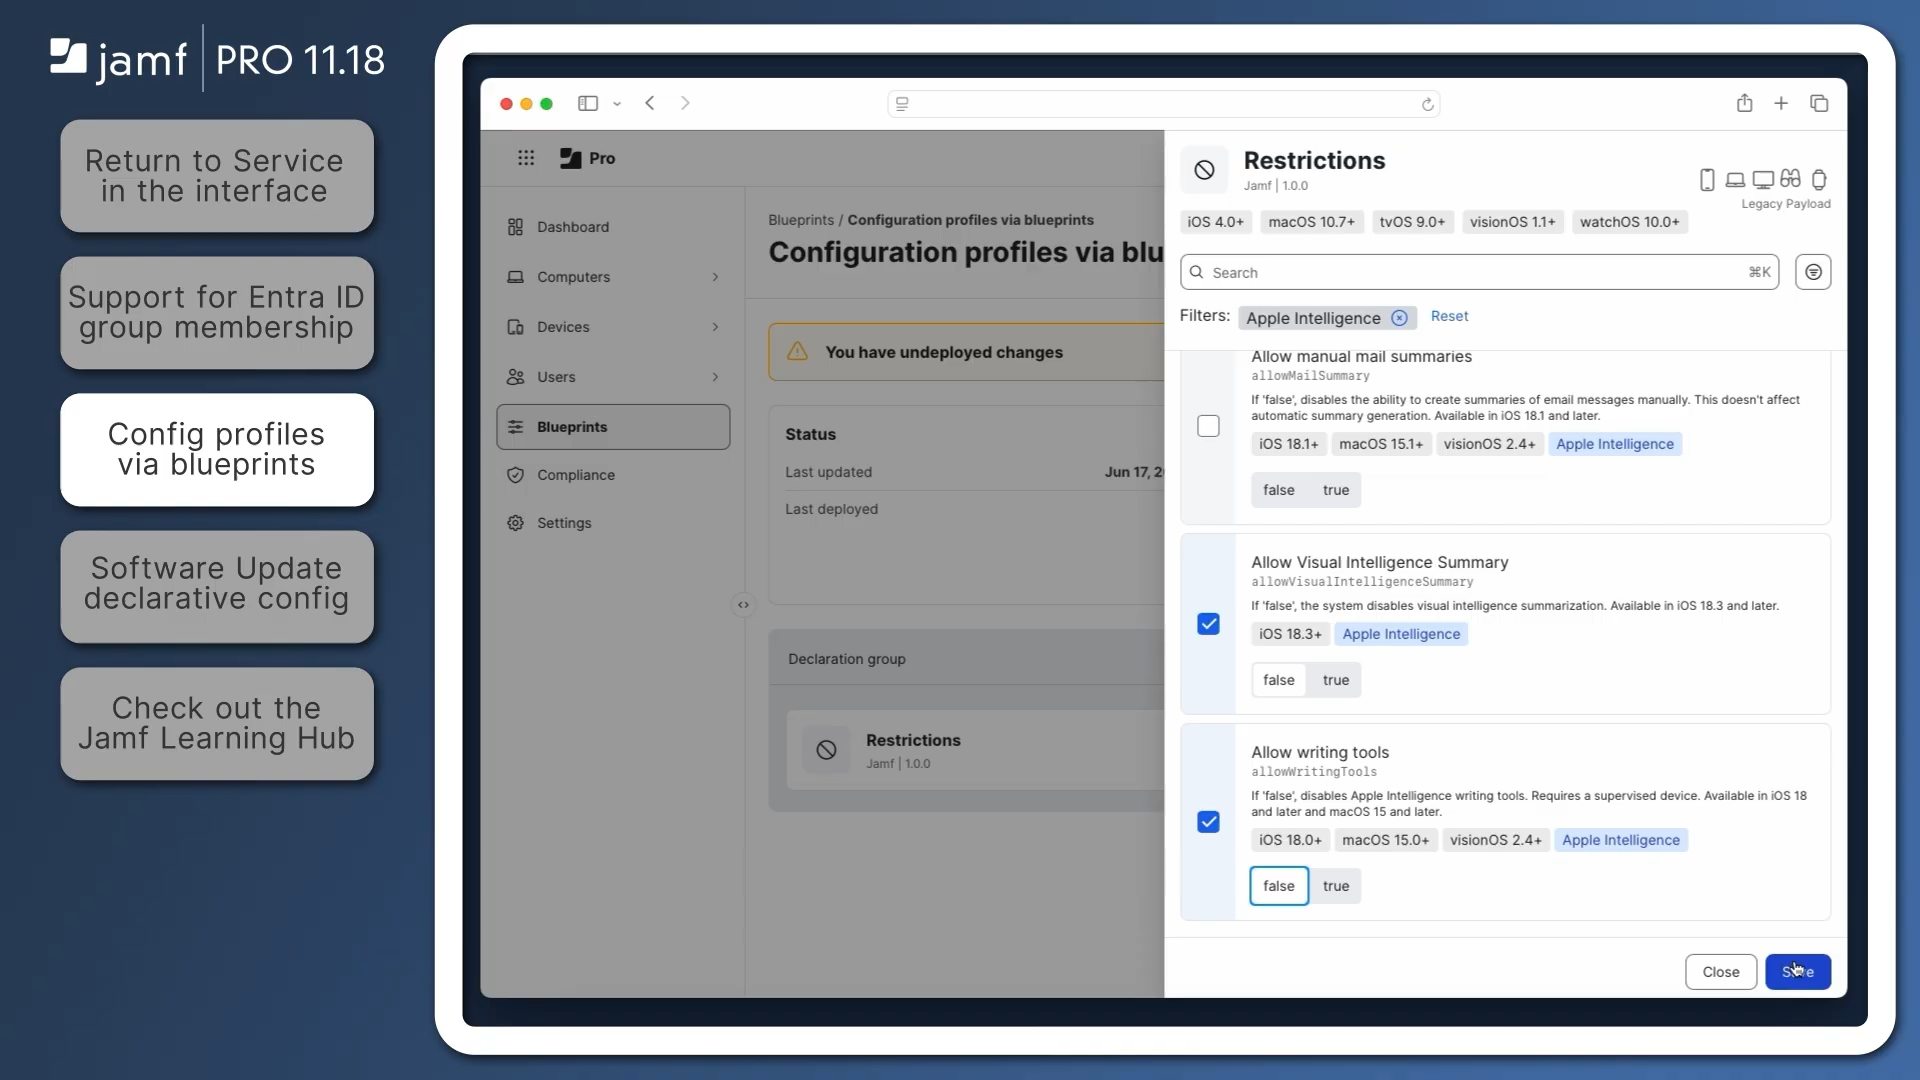 jamf PRO 11.18
Return to Service
in the interface
Support for Entra ID
group membership
Config profiles
via blueprints
Software Update
declarative config
Check out the
Jamf Learning Hub
Pro
Dashboard
Computers
Devices
Users
Blueprints
Compliance
Settings
Blueprints / Configuration profiles via blueprints
Configuration profiles via blu
You have undeployed changes
Status
Last updated Jun 17, 2
Last deployed
Declaration group
Restrictions
Jamf | 1.0.0
Restrictions
Jamf | 1.0.0
Legacy Payload
iOS 4.0+ macOS 10.7+ tvOS 9.0+ visionOS 1.1+ watchOS 10.0+
Search ⌘K
Filters: Apple Intelligence Reset
Allow manual mail summaries
allowMailSummary
If 'false', disables the ability to create summaries of email messages manually. This doesn't affect
automatic summary generation. Available in iOS 18.1 and later.
iOS 18.1+ macOS 15.1+ visionOS 2.4+ Apple Intelligence
false true
Allow Visual Intelligence Summary
allowVisualIntelligenceSummary
If 'false', the system disables visual intelligence summarization. Available in iOS 18.3 and later.
iOS 18.3+ Apple Intelligence
false true
Allow writing tools
allowWritingTools
If 'false', disables Apple Intelligence writing tools. Requires a supervised device. Available in iOS 18
and later and macOS 15 and later.
iOS 18.0+ macOS 15.0+ visionOS 2.4+ Apple Intelligence
false true
Close Save